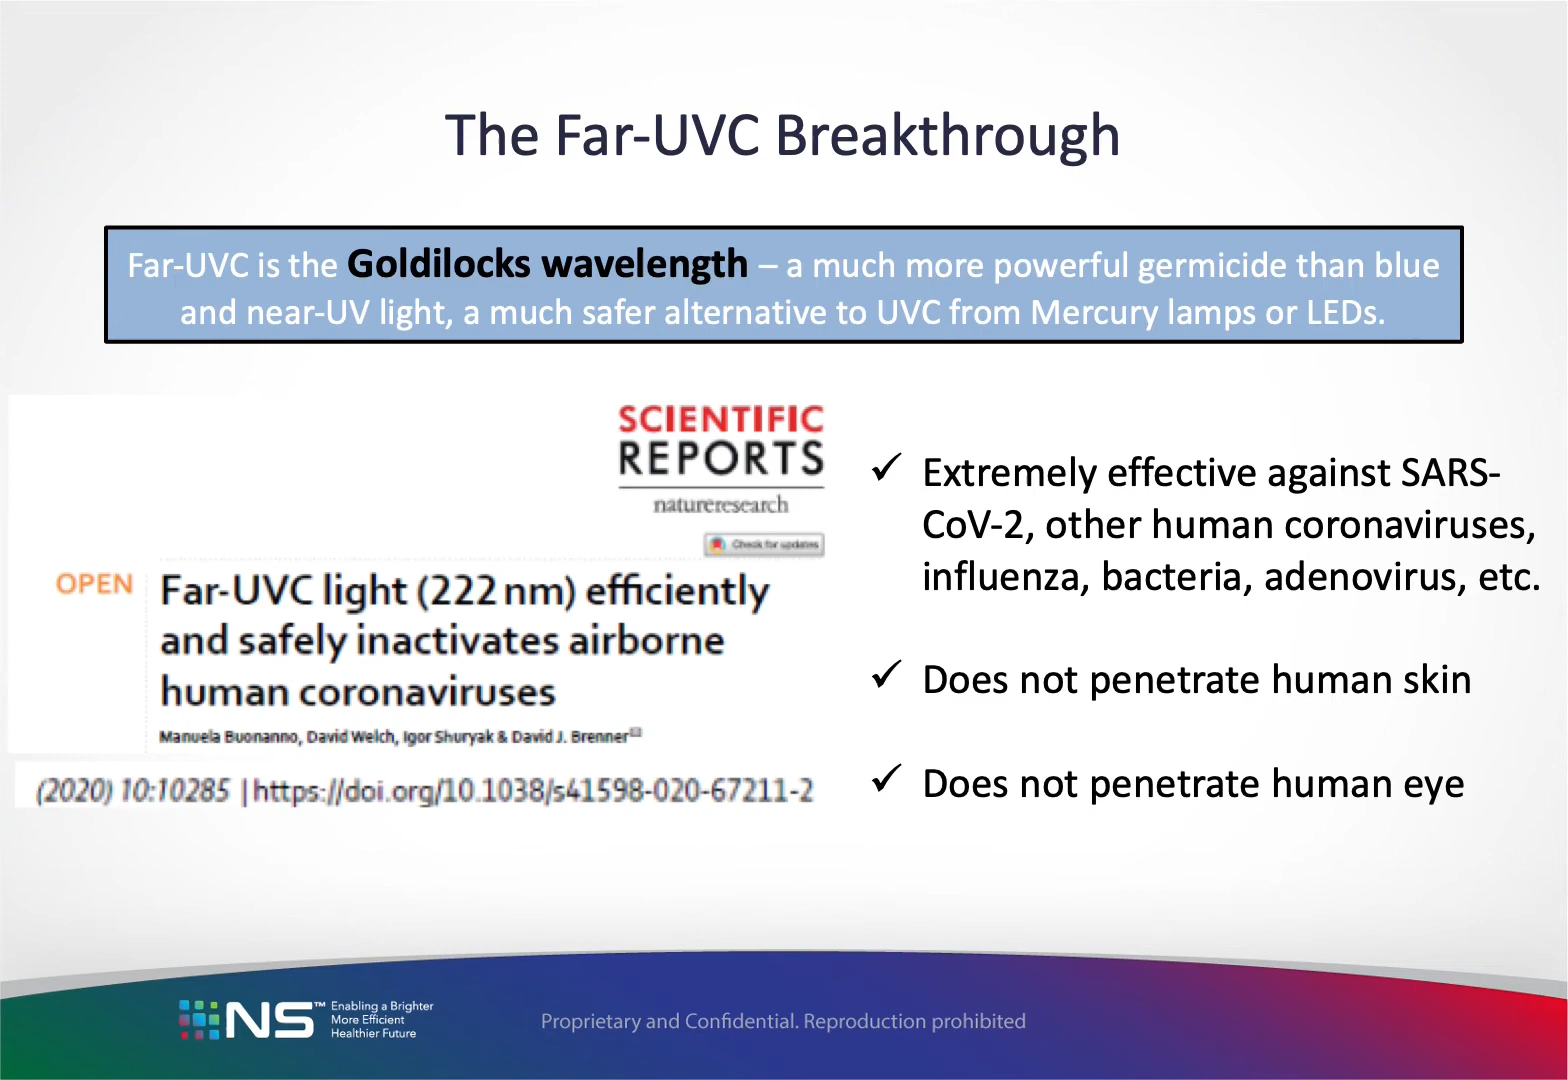 The Far-UVC Breakthrough
Far-UVC is the Goldilocks wavelength – a much more powerful germicide than blue
and near-UV light, a much safer alternative to UVC from Mercury lamps or LEDs.
SCIENTIFIC
REPORTS
natureresearch
Check for updates
OPEN
Far-UVC light (222 nm) efficiently
and safely inactivates airborne
human coronaviruses
Manuela Buonanno, David Welch, Igor Shuryak & David J. Brenner
(2020) 10:10285 | https://doi.org/10.1038/s41598-020-67211-2
✓ Extremely effective against SARS-
CoV-2, other human coronaviruses,
influenza, bacteria, adenovirus, etc.
✓ Does not penetrate human skin
✓ Does not penetrate human eye
NS™
Enabling a Brighter
More Efficient
Healthier Future
Proprietary and Confidential. Reproduction prohibited